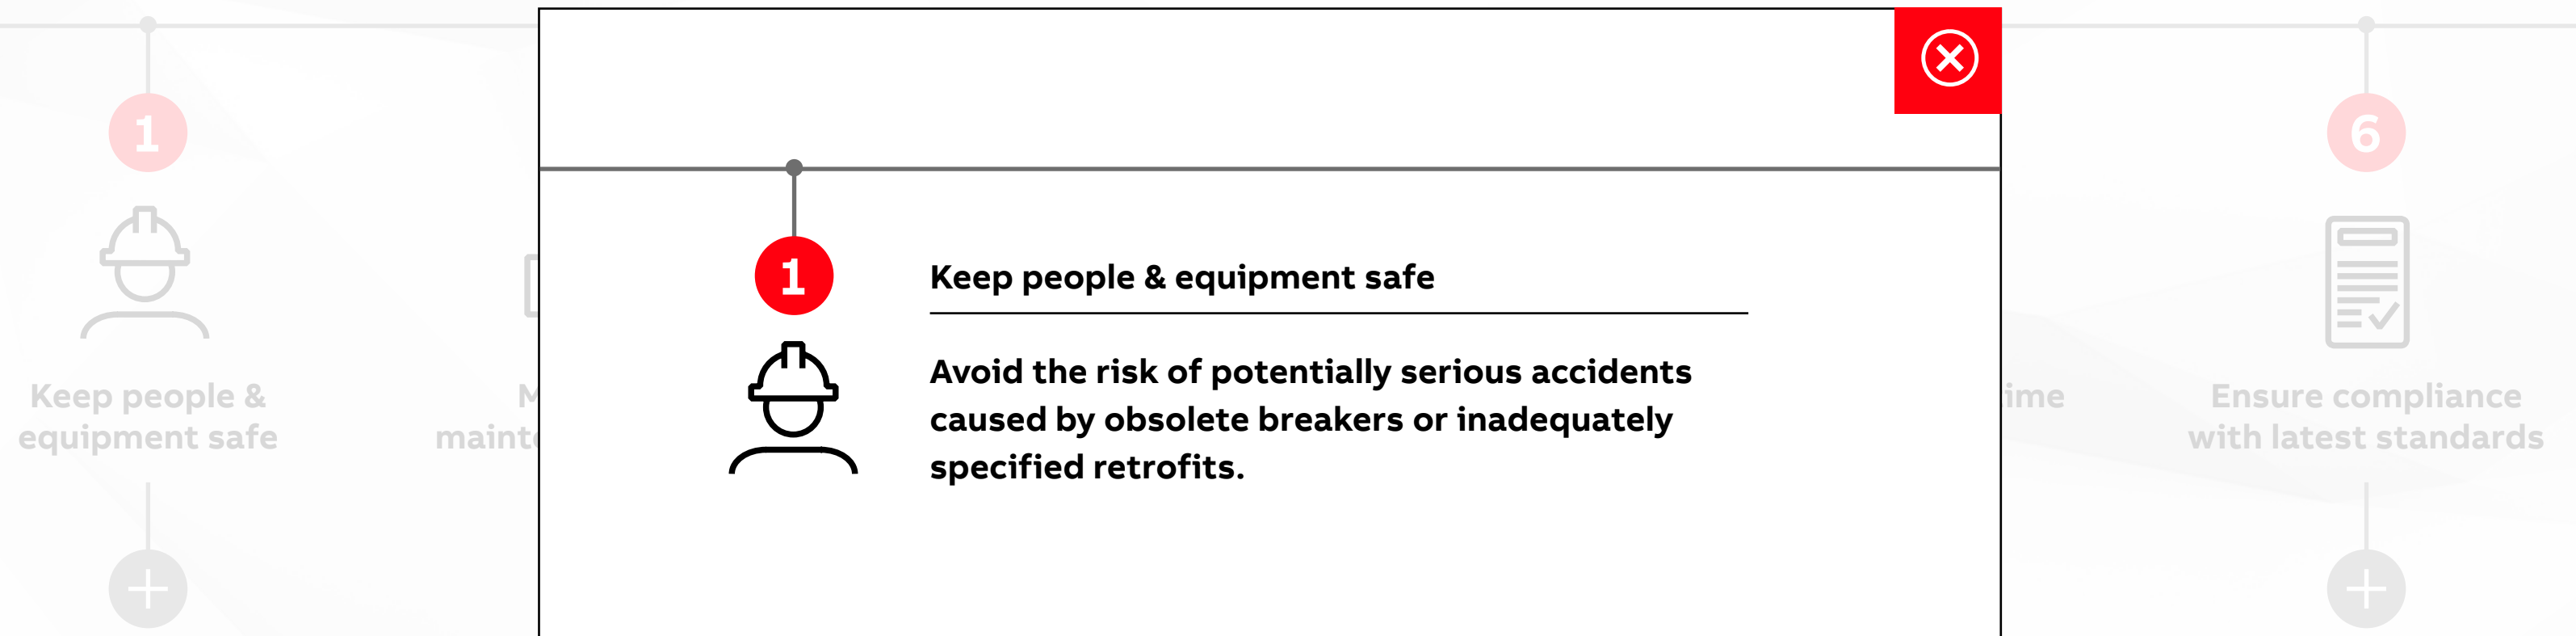 1
Keep people &
equipment safe
1
Keep people & equipment safe
Avoid the risk of potentially serious accidents
caused by obsolete breakers or inadequately
specified retrofits.
6
Ensure compliance
with latest standards